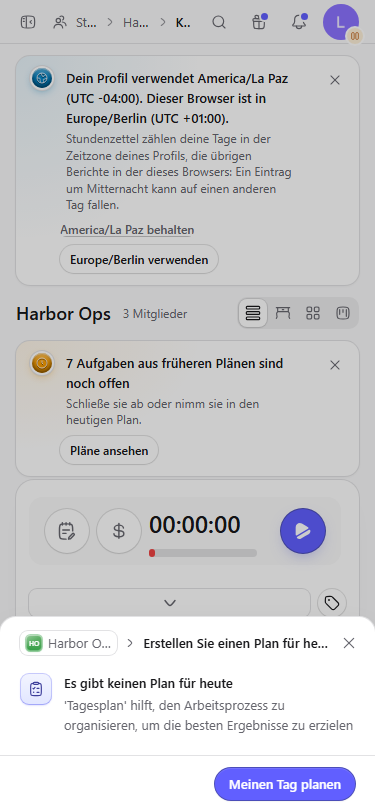 St... > Ha... > K.. L
Dein Profil verwendet America/La Paz
(UTC -04:00). Dieser Browser ist in
Europe/Berlin (UTC +01:00).
Stundenzettel zählen deine Tage in der
Zeitzone deines Profils, die übrigen
Berichte in der dieses Browsers: Ein Eintrag
um Mitternacht kann auf einen anderen
Tag fallen.
America/La Paz behalten
Europe/Berlin verwenden
Harbor Ops 3 Mitglieder
7 Aufgaben aus früheren Plänen sind
noch offen
Schließe sie ab oder nimm sie in den
heutigen Plan.
Pläne ansehen
$ 00:00:00
HO Harbor O... > Erstellen Sie einen Plan für he...
Es gibt keinen Plan für heute
'Tagesplan' hilft, den Arbeitsprozess zu
organisieren, um die besten Ergebnisse zu erzielen
Meinen Tag planen